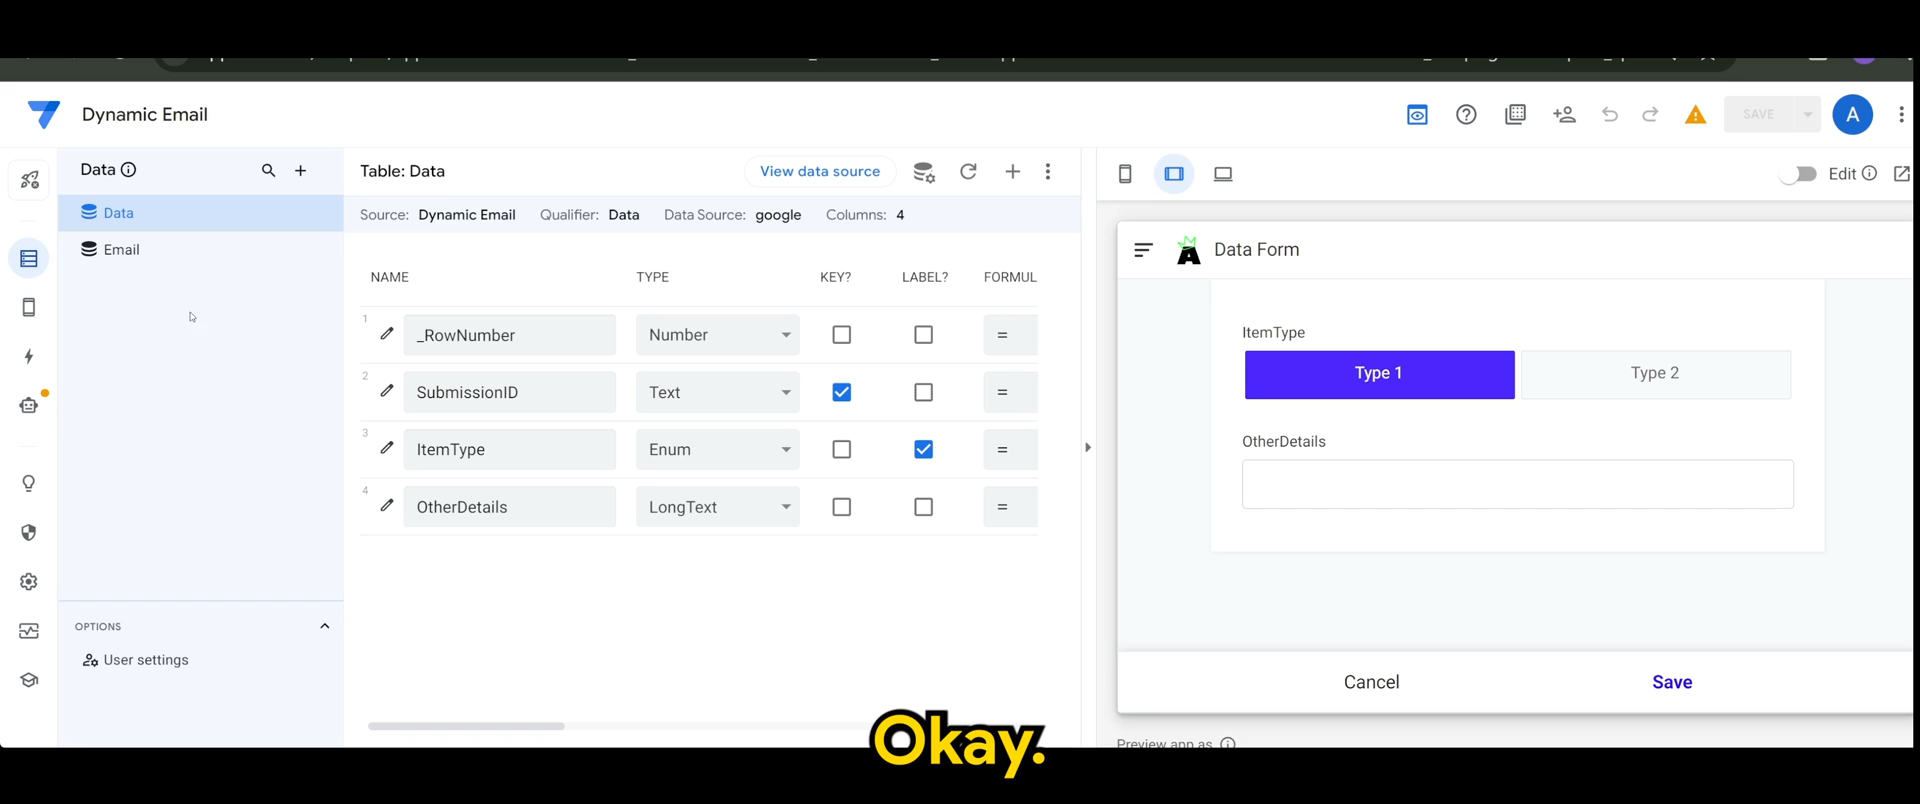 Dynamic Email
SAVE
A
Data
Data
Email
OPTIONS
User settings
Table: Data
View data source
Source: Dynamic Email Qualifier: Data Data Source: google Columns: 4
NAME TYPE KEY? LABEL? FORMUL
1 _RowNumber Number =
2 SubmissionID Text =
3 ItemType Enum =
4 OtherDetails LongText =
Edit
A Data Form
ItemType
Type 1 Type 2
OtherDetails
Cancel Save
Preview app as
Okay.